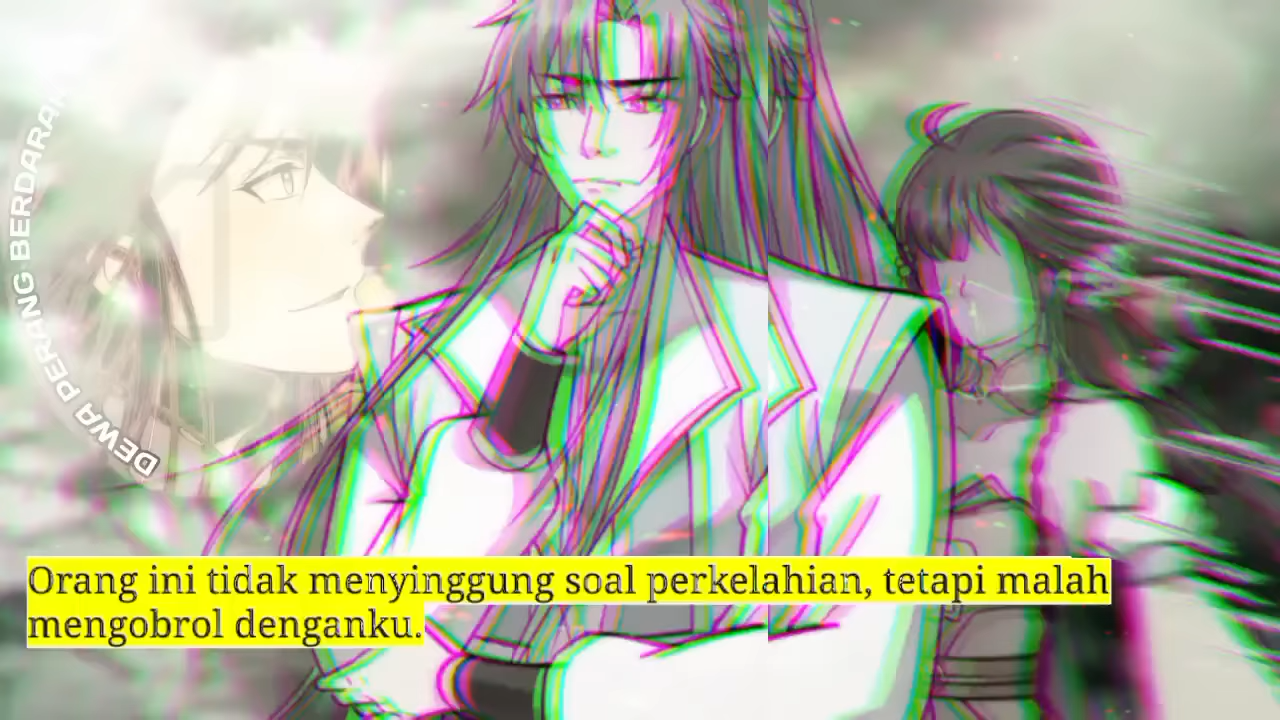 DEWA PERANG BERDARAH
Orang ini tidak menyinggung soal perkelahian, tetapi malah
mengobrol denganku.